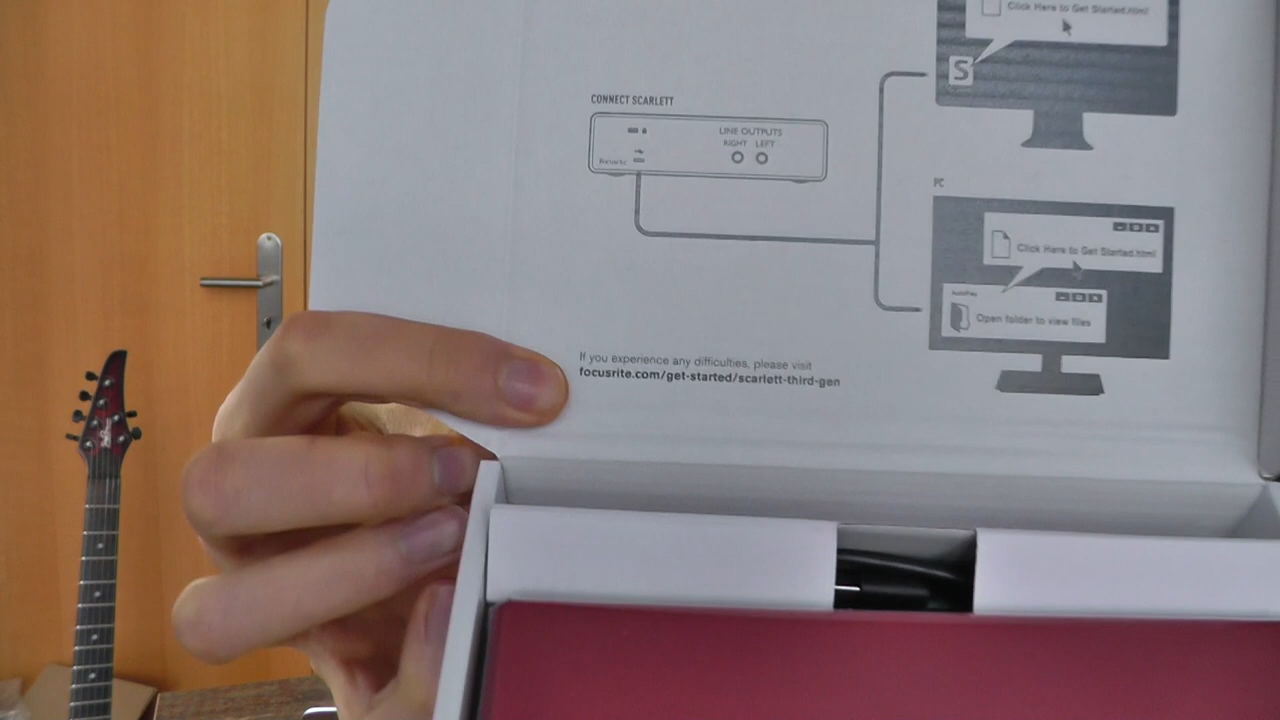 Click Here to Get Started.html
S
CONNECT SCARLETT
LINE OUTPUTS
RIGHT LEFT
Focusrite
PC
Click Here to Get Started.html
AutoPlay
Open folder to view files
If you experience any difficulties, please visit
focusrite.com/get-started/scarlett-third-gen